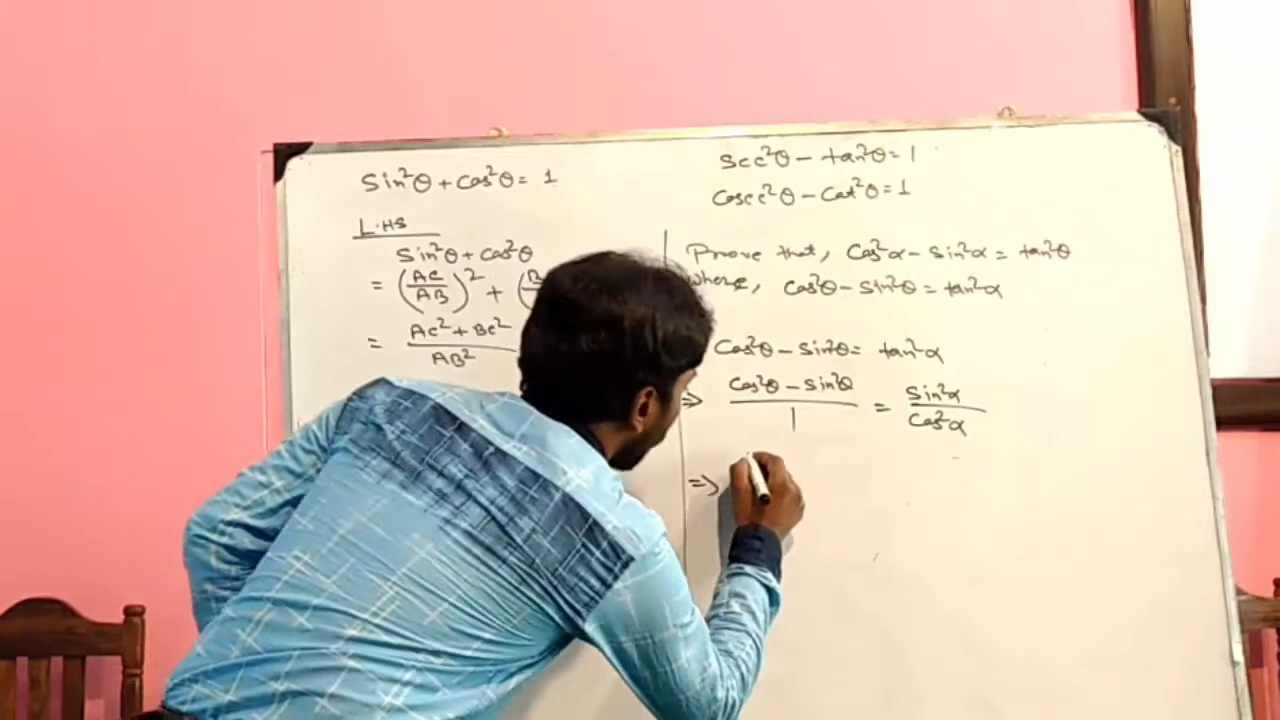 Sin²θ + Cos²θ = 1
L.HS
Sin²θ + Cos²θ
= (AC/AB)² + (B
= AC² + BC² / AB²
Sec²θ - tan²θ = 1
Cosec²θ - Cot²θ = 1
Prove that, Cos²α - Sin²α = tan²θ
where, Cos²θ - Sin²θ = tan²α
Cos²θ - Sin²θ = tan²α
⇒ Cos²θ - Sin²θ / 1 = Sin²α / Cos²α
⇒